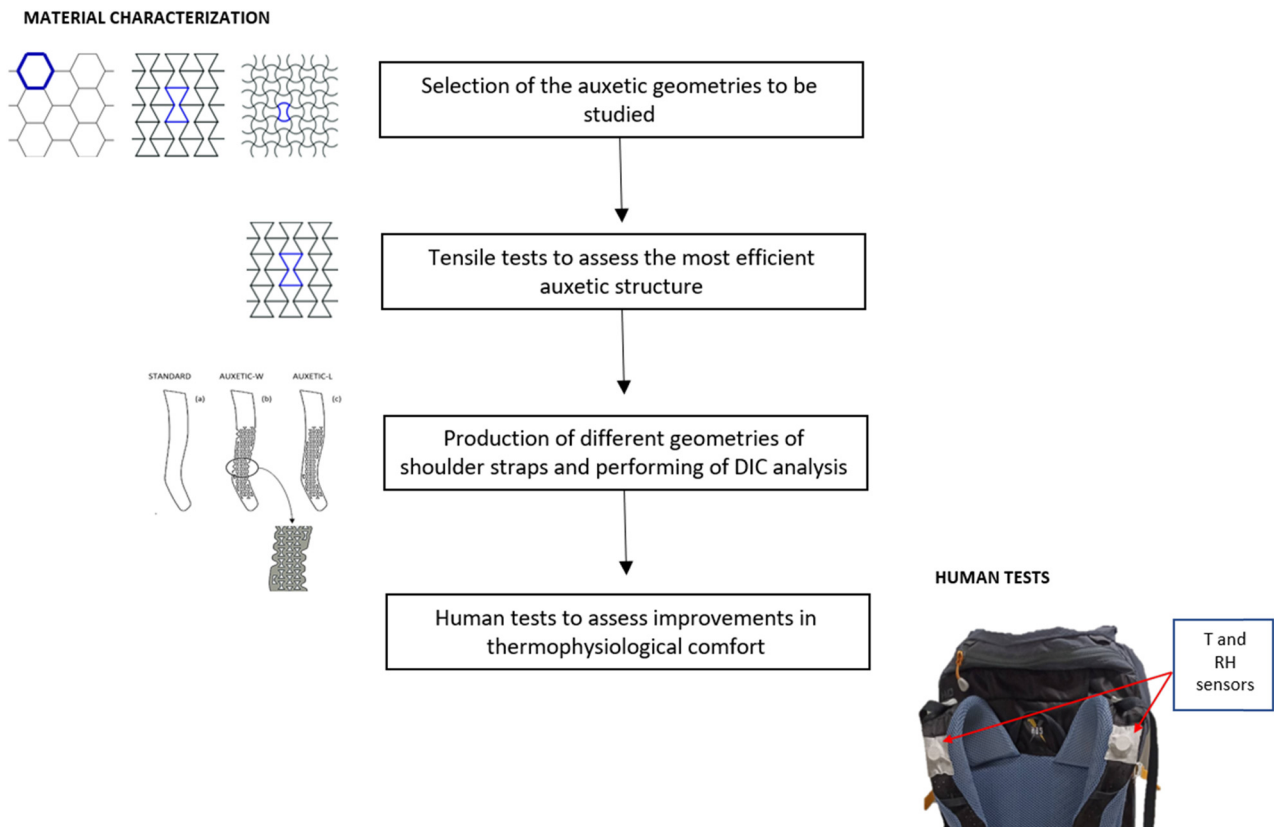 MATERIAL CHARACTERIZATION
Selection of the auxetic geometries to be
studied
Tensile tests to assess the most efficient
auxetic structure
STANDARD AUXETIC-W AUXETIC-L
(a) (b) (c)
Production of different geometries of
shoulder straps and performing of DIC analysis
Human tests to assess improvements in
thermophysiological comfort
HUMAN TESTS
T and
RH
sensors